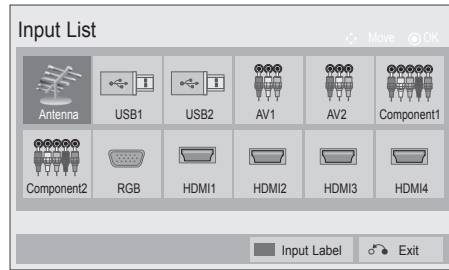 Input List
Move OK
Antenna USB1 USB2 AV1 AV2 Component1
Component2 RGB HDMI1 HDMI2 HDMI3 HDMI4
Input Label Exit